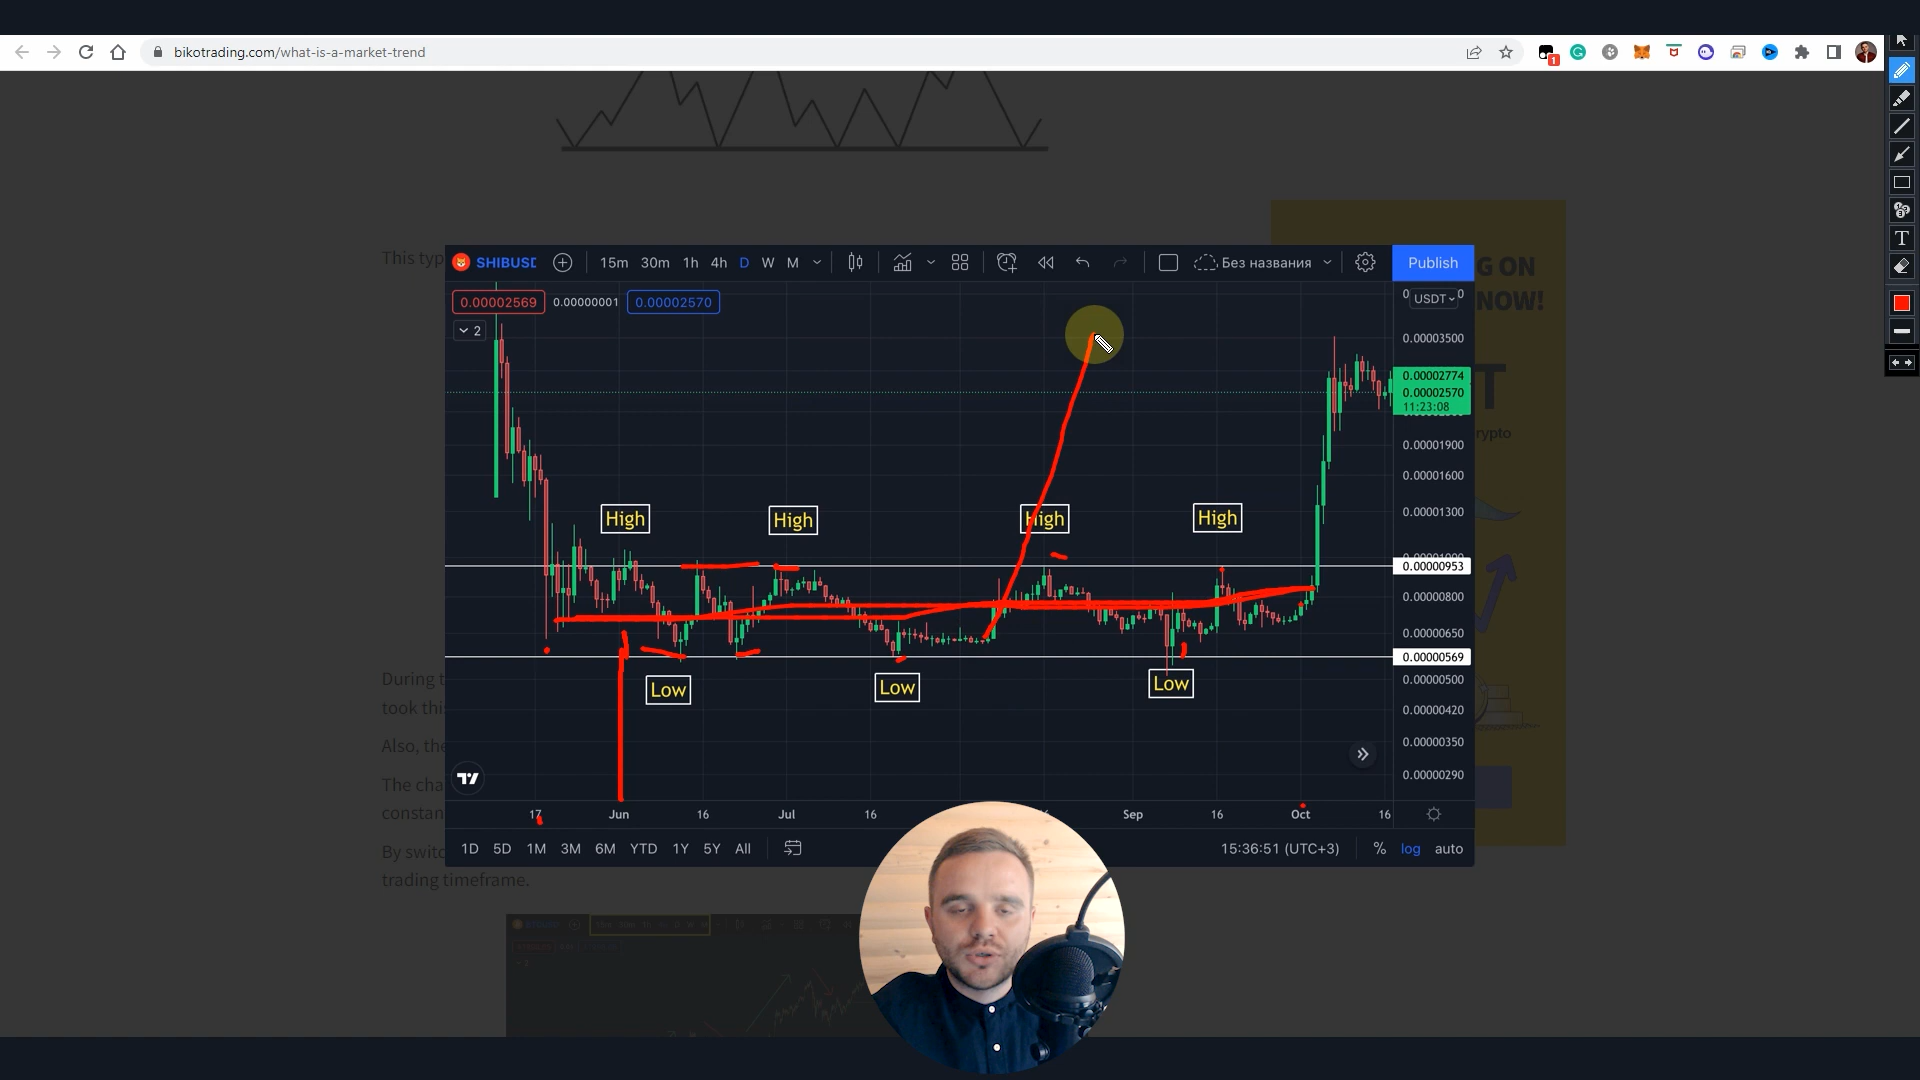 bikotrading.com/what-is-a-market-trend
1
This typ
G ON
NOW!
T
rypto
SHIBUSD
15m 30m 1h 4h D W M
Без названия
Publish
0.00002569 0.00000001 0.00002570
2
USDT
0.00003500
0.00002774
0.00002570
11:23:08
0.00001900
0.00001600
0.00001300
0.00000953
0.00000800
0.00000650
0.00000569
0.00000500
0.00000420
0.00000350
0.00000290
High High High High
Low Low Low
17 Jun 16 Jul 16 Sep 16 Oct 16
1D 5D 1M 3M 6M YTD 1Y 5Y All
15:36:51 (UTC+3) % log auto
During t
took this
Also, the
The cha
constan
By switc
trading timeframe.